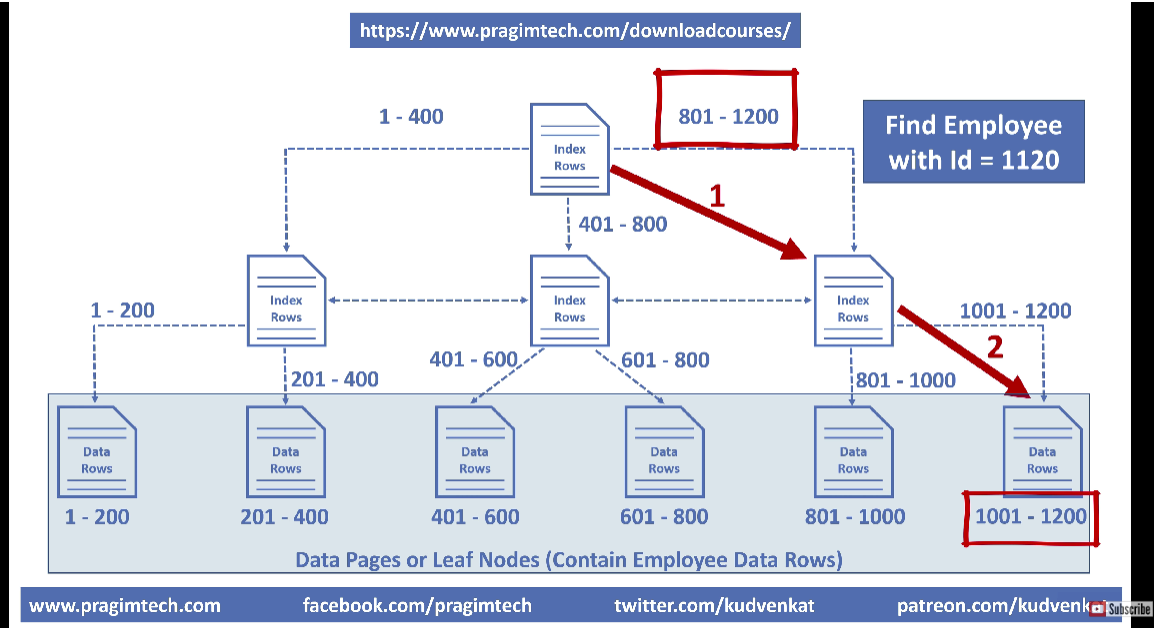 https://www.pragimtech.com/downloadcourses/
1 - 400
801 - 1200
Find Employee
with Id = 1120
Index
Rows
1
401 - 800
Index
Rows
Index
Rows
Index
Rows
1 - 200
1001 - 1200
2
401 - 600
601 - 800
201 - 400
801 - 1000
Data
Rows
Data
Rows
Data
Rows
Data
Rows
Data
Rows
Data
Rows
1 - 200
201 - 400
401 - 600
601 - 800
801 - 1000
1001 - 1200
Data Pages or Leaf Nodes (Contain Employee Data Rows)
www.pragimtech.com
facebook.com/pragimtech
twitter.com/kudvenkat
patreon.com/kudvenkat
Subscribe